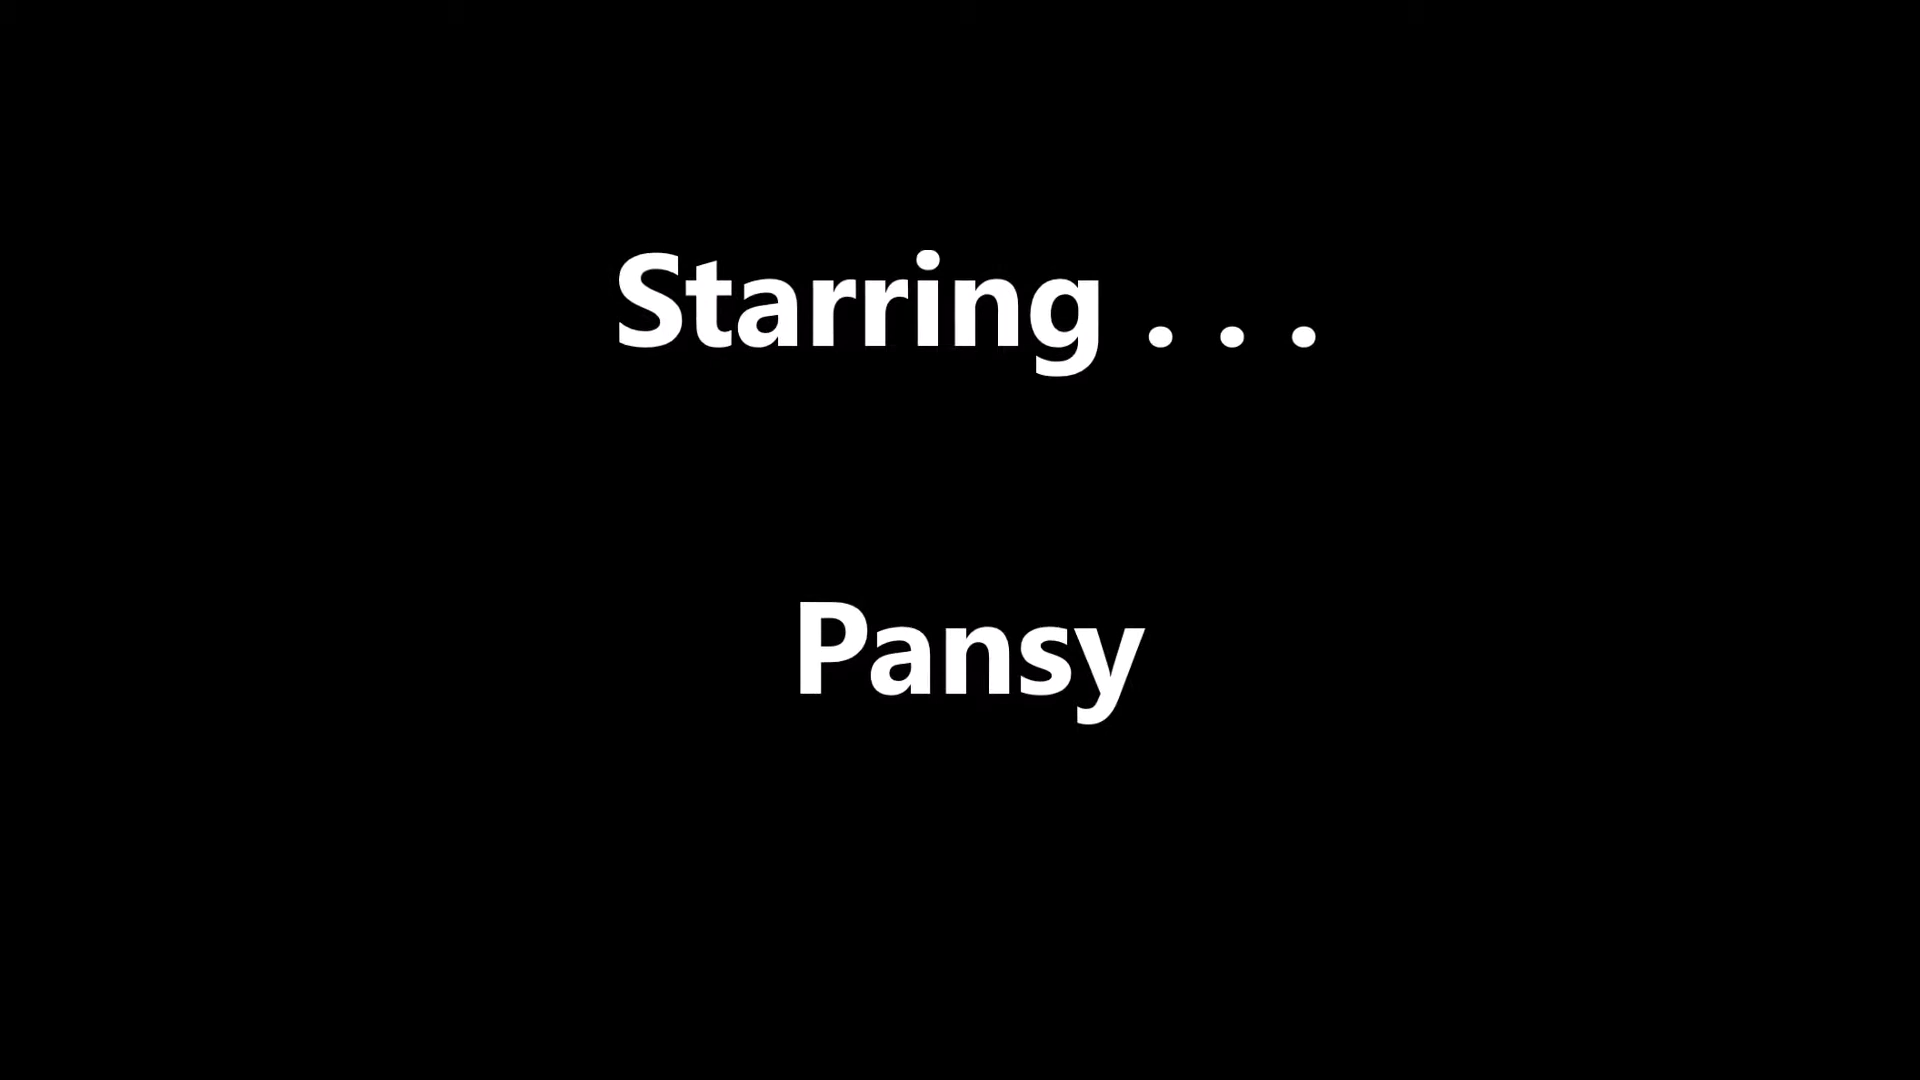 Starring . . .
Pansy